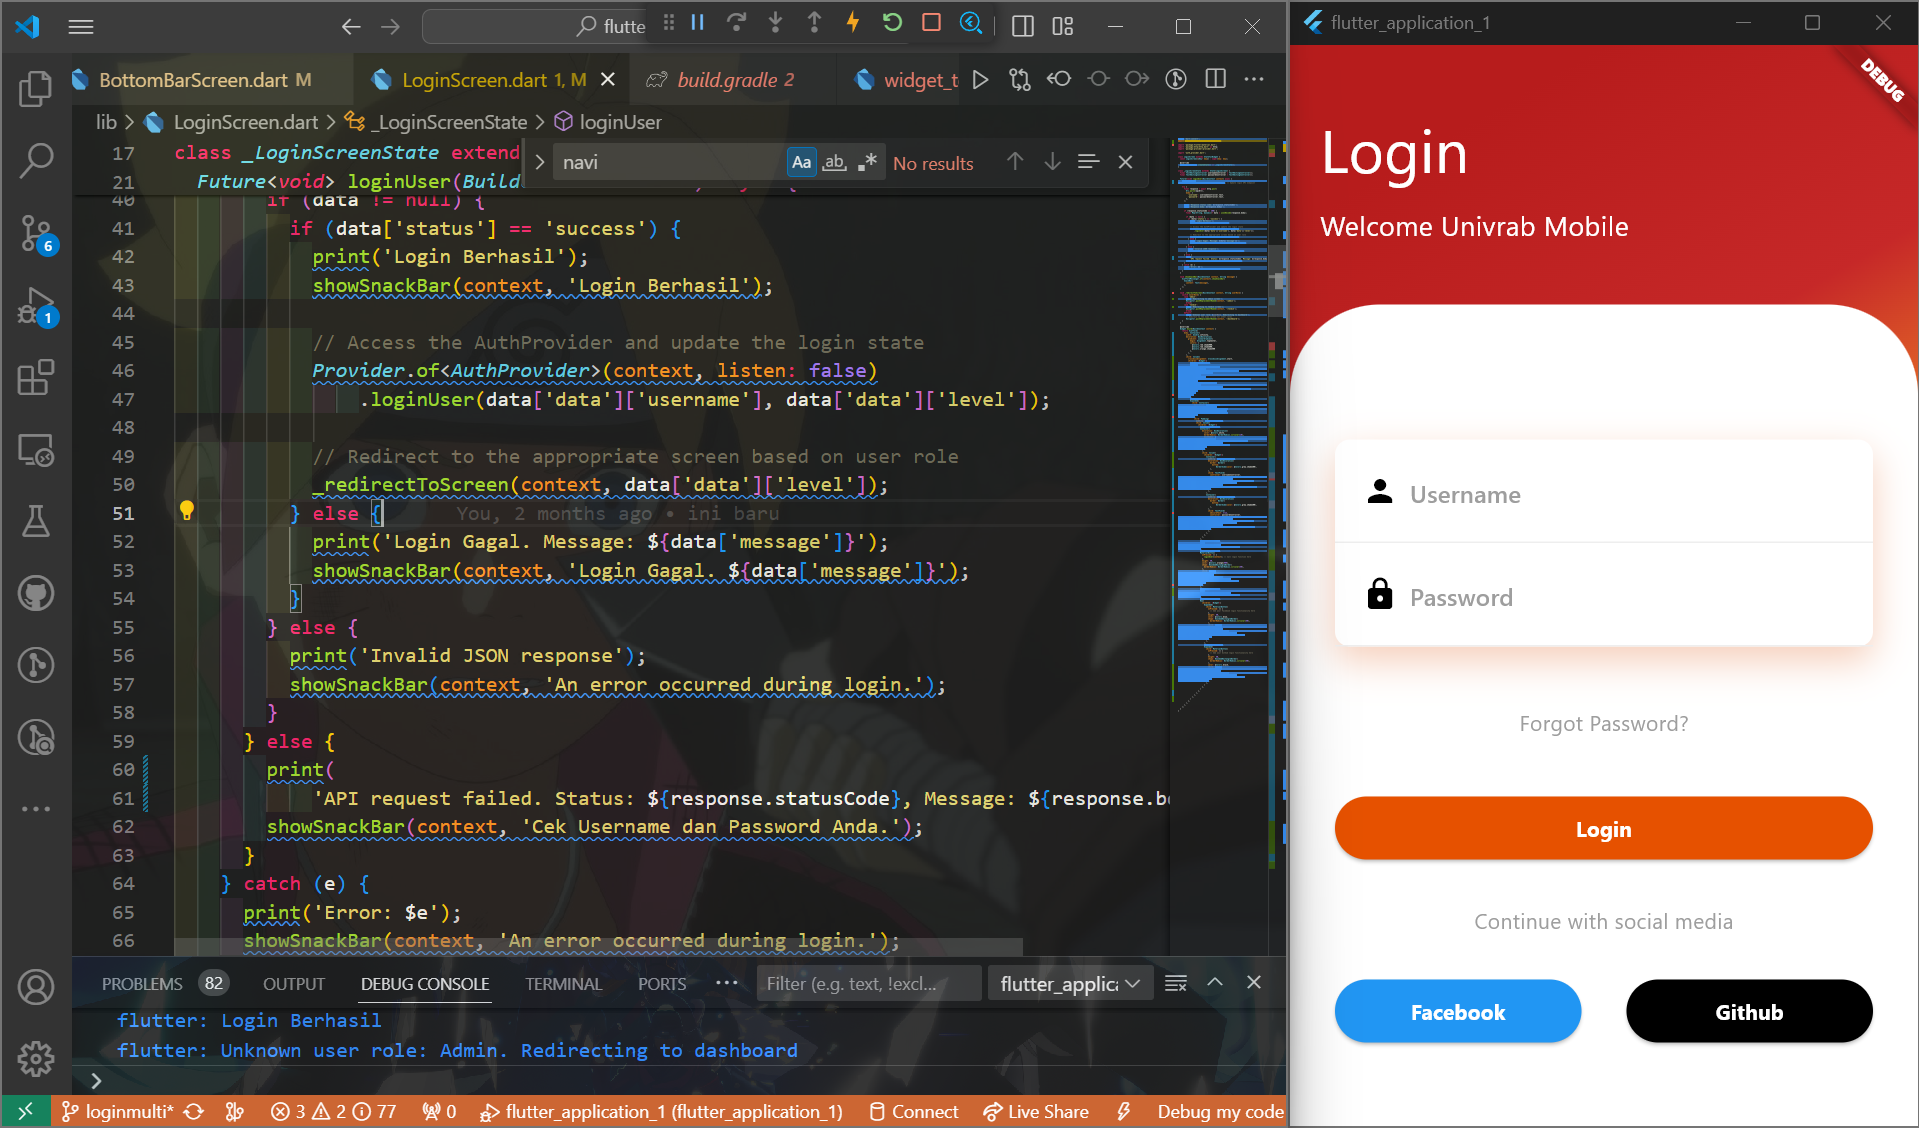 flutte
BottomBarScreen.dart M
LoginScreen.dart 1, M
build.gradle 2
widget_t
lib > LoginScreen.dart > _LoginScreenState > loginUser
navi
Aa ab .*
No results
17 class _LoginScreenState extend
21 Future<void> loginUser(Build
40 if (data != null) {
41 if (data['status'] == 'success') {
42 print('Login Berhasil');
43 showSnackBar(context, 'Login Berhasil');
44
45 // Access the AuthProvider and update the login state
46 Provider.of<AuthProvider>(context, listen: false)
47 .loginUser(data['data']['username'], data['data']['level']);
48
49 // Redirect to the appropriate screen based on user role
50 _redirectToScreen(context, data['data']['level']);
51 } else { You, 2 months ago • ini baru
52 print('Login Gagal. Message: ${data['message']}');
53 showSnackBar(context, 'Login Gagal. ${data['message']}');
54 }
55 } else {
56 print('Invalid JSON response');
57 showSnackBar(context, 'An error occurred during login.');
58 }
59 } else {
60 print(
61 'API request failed. Status: ${response.statusCode}, Message: ${response.bo
62 showSnackBar(context, 'Cek Username dan Password Anda.');
63 }
64 } catch (e) {
65 print('Error: $e');
66 showSnackBar(context, 'An error occurred during login.');
6
1
PROBLEMS 82 OUTPUT DEBUG CONSOLE TERMINAL PORTS ··· Filter (e.g. text, !excl... flutter_applica
flutter: Login Berhasil
flutter: Unknown user role: Admin. Redirecting to dashboard
>
loginmulti* 3 2 77 0 flutter_application_1 (flutter_application_1) Connect Live Share Debug my code
flutter_application_1
DEBUG
Login
Welcome Univrab Mobile
Username
Password
Forgot Password?
Login
Continue with social media
Facebook Github